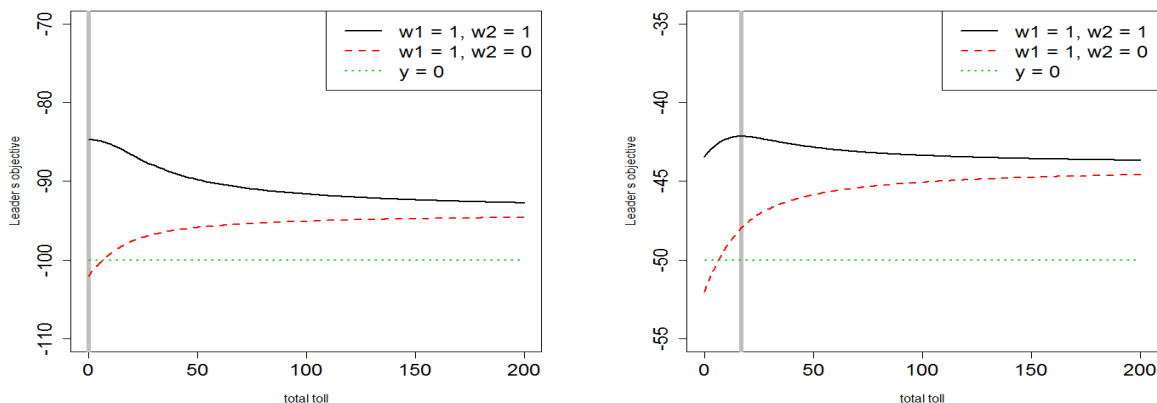 -70
-80
-90
-100
-110
Leader s objective
w1 = 1, w2 = 1
w1 = 1, w2 = 0
y = 0
0 50 100 150 200
total toll
-35
-40
-45
-50
-55
Leader s objective
w1 = 1, w2 = 1
w1 = 1, w2 = 0
y = 0
0 50 100 150 200
total toll